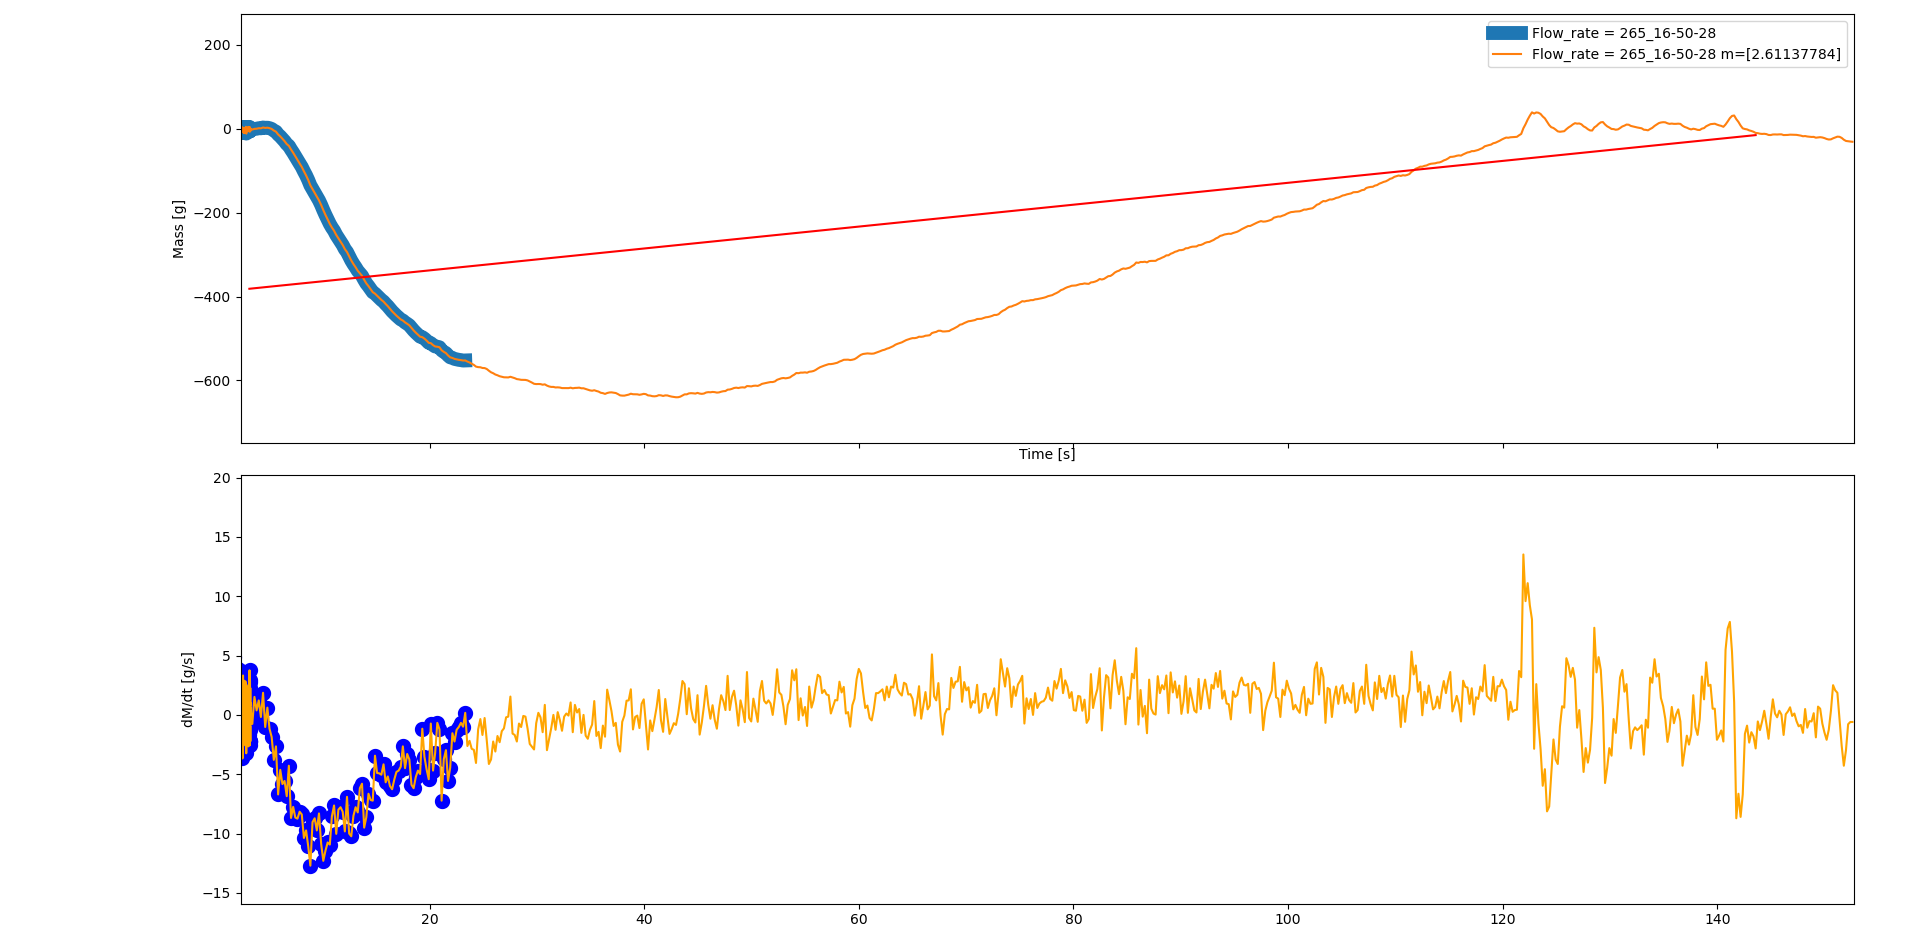 200
0
−200
−400
−600
Mass [g]
Flow_rate = 265_16-50-28
Flow_rate = 265_16-50-28 m=[2.61137784]
Time [s]
20
15
10
5
0
−5
−10
−15
dM/dt [g/s]
20 40 60 80 100 120 140